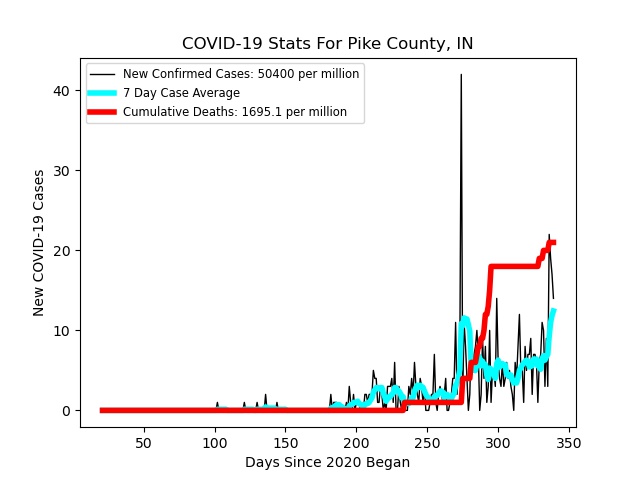 COVID-19 Stats For Pike County, IN
New Confirmed Cases: 50400 per million
7 Day Case Average
Cumulative Deaths: 1695.1 per million
New COVID-19 Cases
40
30
20
10
0
50 100 150 200 250 300 350
Days Since 2020 Began